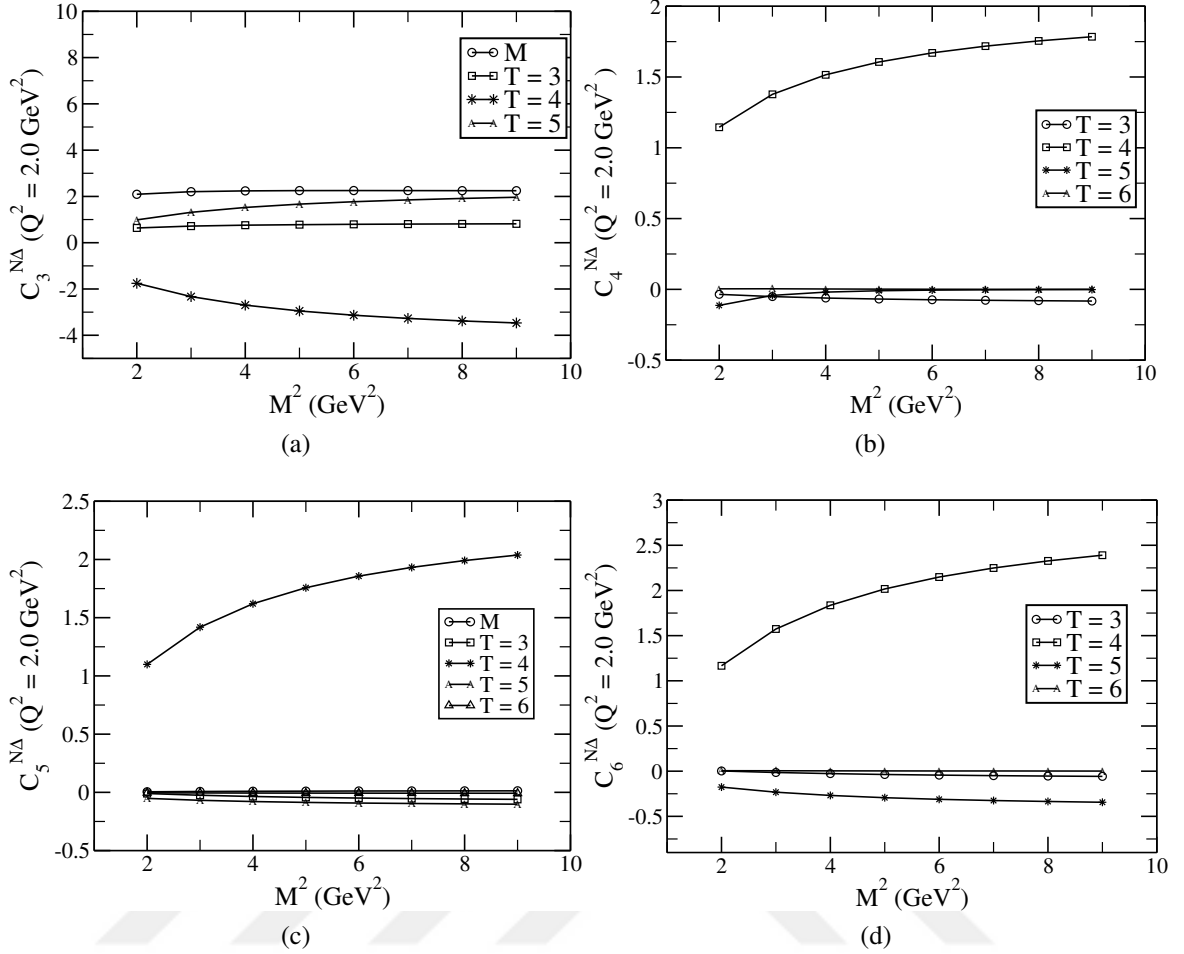 10
8
6
4
2
0
-2
-4
C₃^{NΔ} (Q² = 2.0 GeV²)
M
T = 3
T = 4
T = 5
2 4 6 8 10
M² (GeV²)
(a)
2
1.5
1
0.5
0
-0.5
C₄^{NΔ} (Q² = 2.0 GeV²)
T = 3
T = 4
T = 5
T = 6
2 4 6 8 10
M² (GeV²)
(b)
2.5
2
1.5
1
0.5
0
-0.5
C₅^{NΔ} (Q² = 2.0 GeV²)
M
T = 3
T = 4
T = 5
T = 6
2 4 6 8 10
M² (GeV²)
(c)
3
2.5
2
1.5
1
0.5
0
-0.5
C₆^{NΔ} (Q² = 2.0 GeV²)
T = 3
T = 4
T = 5
T = 6
2 4 6 8 10
M² (GeV²)
(d)